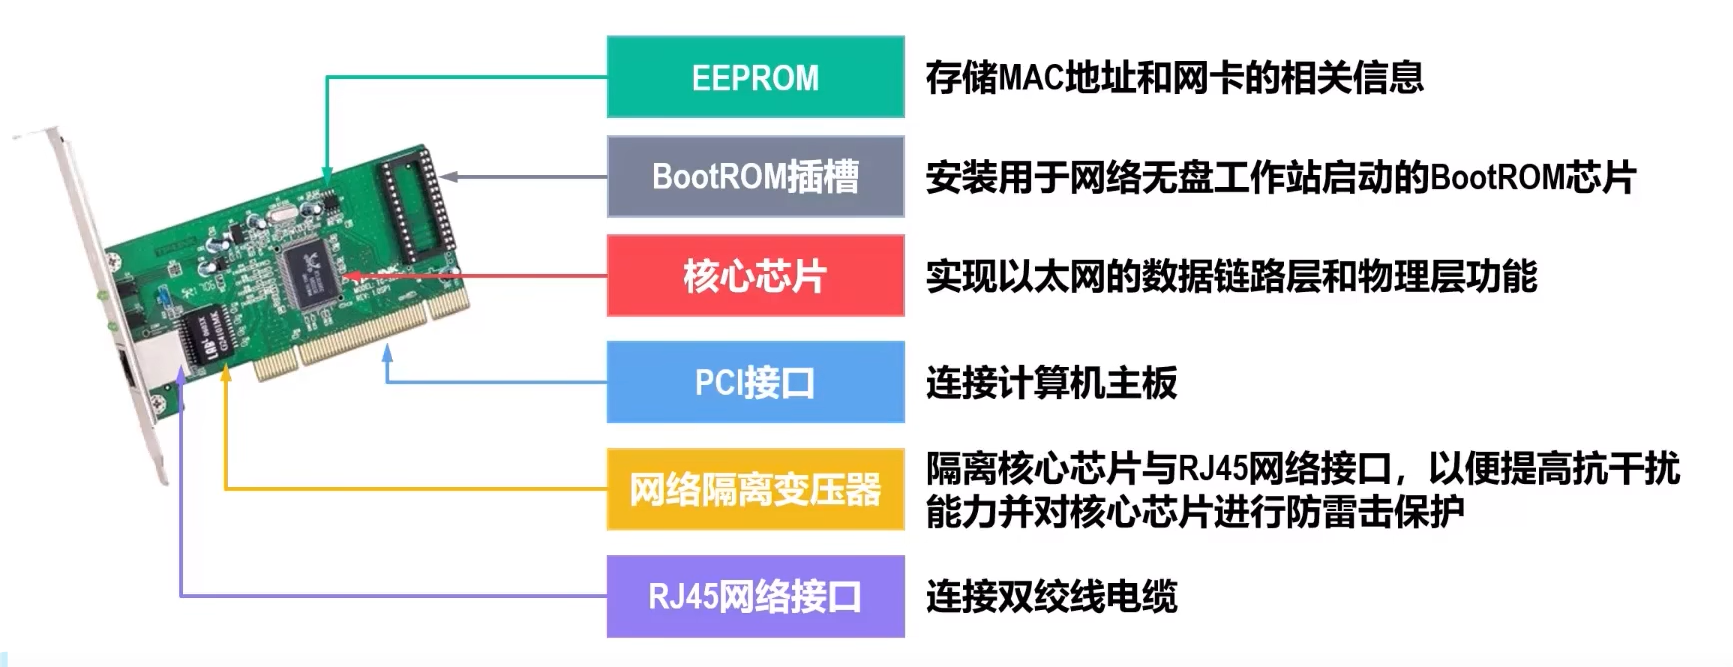 EEPROM
存储MAC地址和网卡的相关信息
BootROM插槽
安装用于网络无盘工作站启动的BootROM芯片
核心芯片
实现以太网的数据链路层和物理层功能
PCI接口
连接计算机主板
网络隔离变压器
隔离核心芯片与RJ45网络接口，以便提高抗干扰
能力并对核心芯片进行防雷击保护
RJ45网络接口
连接双绞线电缆